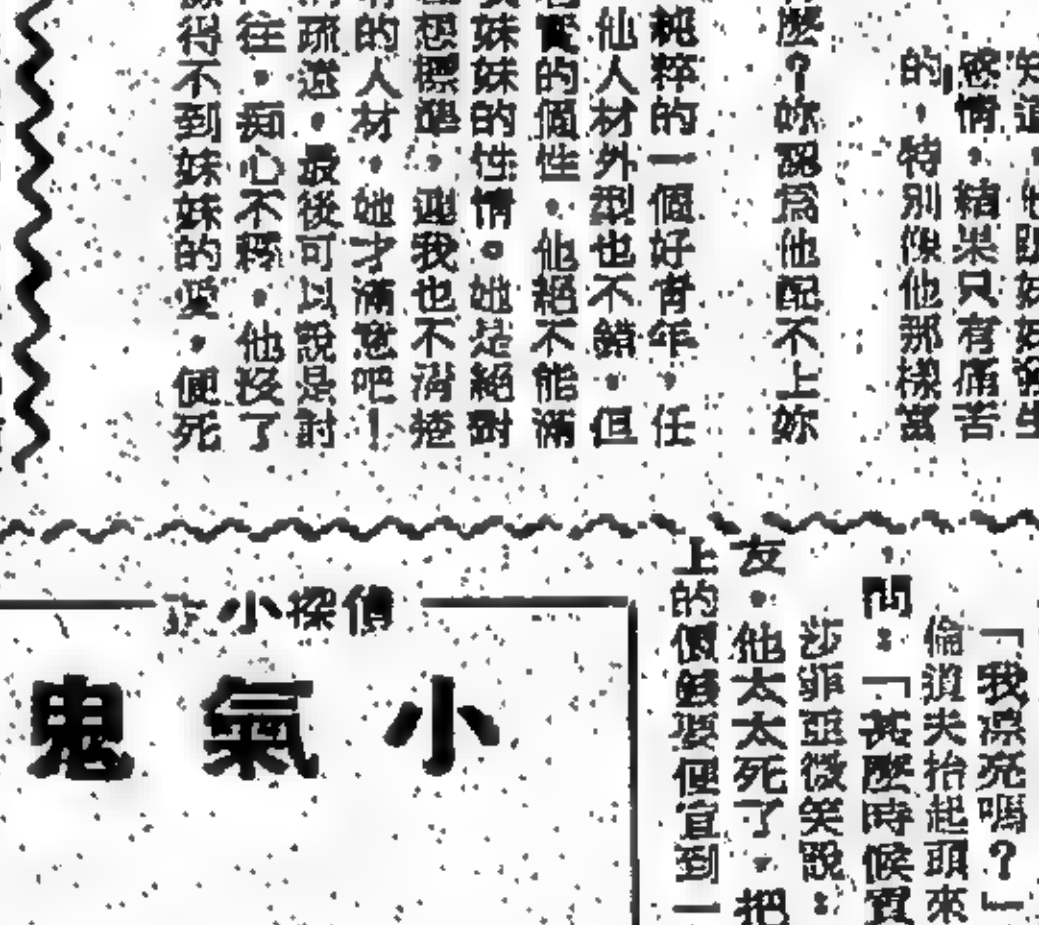 知道，他
感情，結果只有痛苦
的，特別像他那樣富
麼？妳認為他配不上妳
純粹的一個好青年，任
他人材外型也不錯，但
的個性，他絕不能滿
妹妹的性情。她是絕對
想標準，連我也不
的人材，她才滿意吧！
疏遠，最後可以說是討
往，痴心不移，他沒了
得不到妹妹的愛，便死
「我漂亮嗎？」
倫道夫抬起頭來
問：「甚麼時候買
莎菲亞微笑說：
友，他太太死了，把
上的價錢要便宜到一
偵探小
小氣鬼